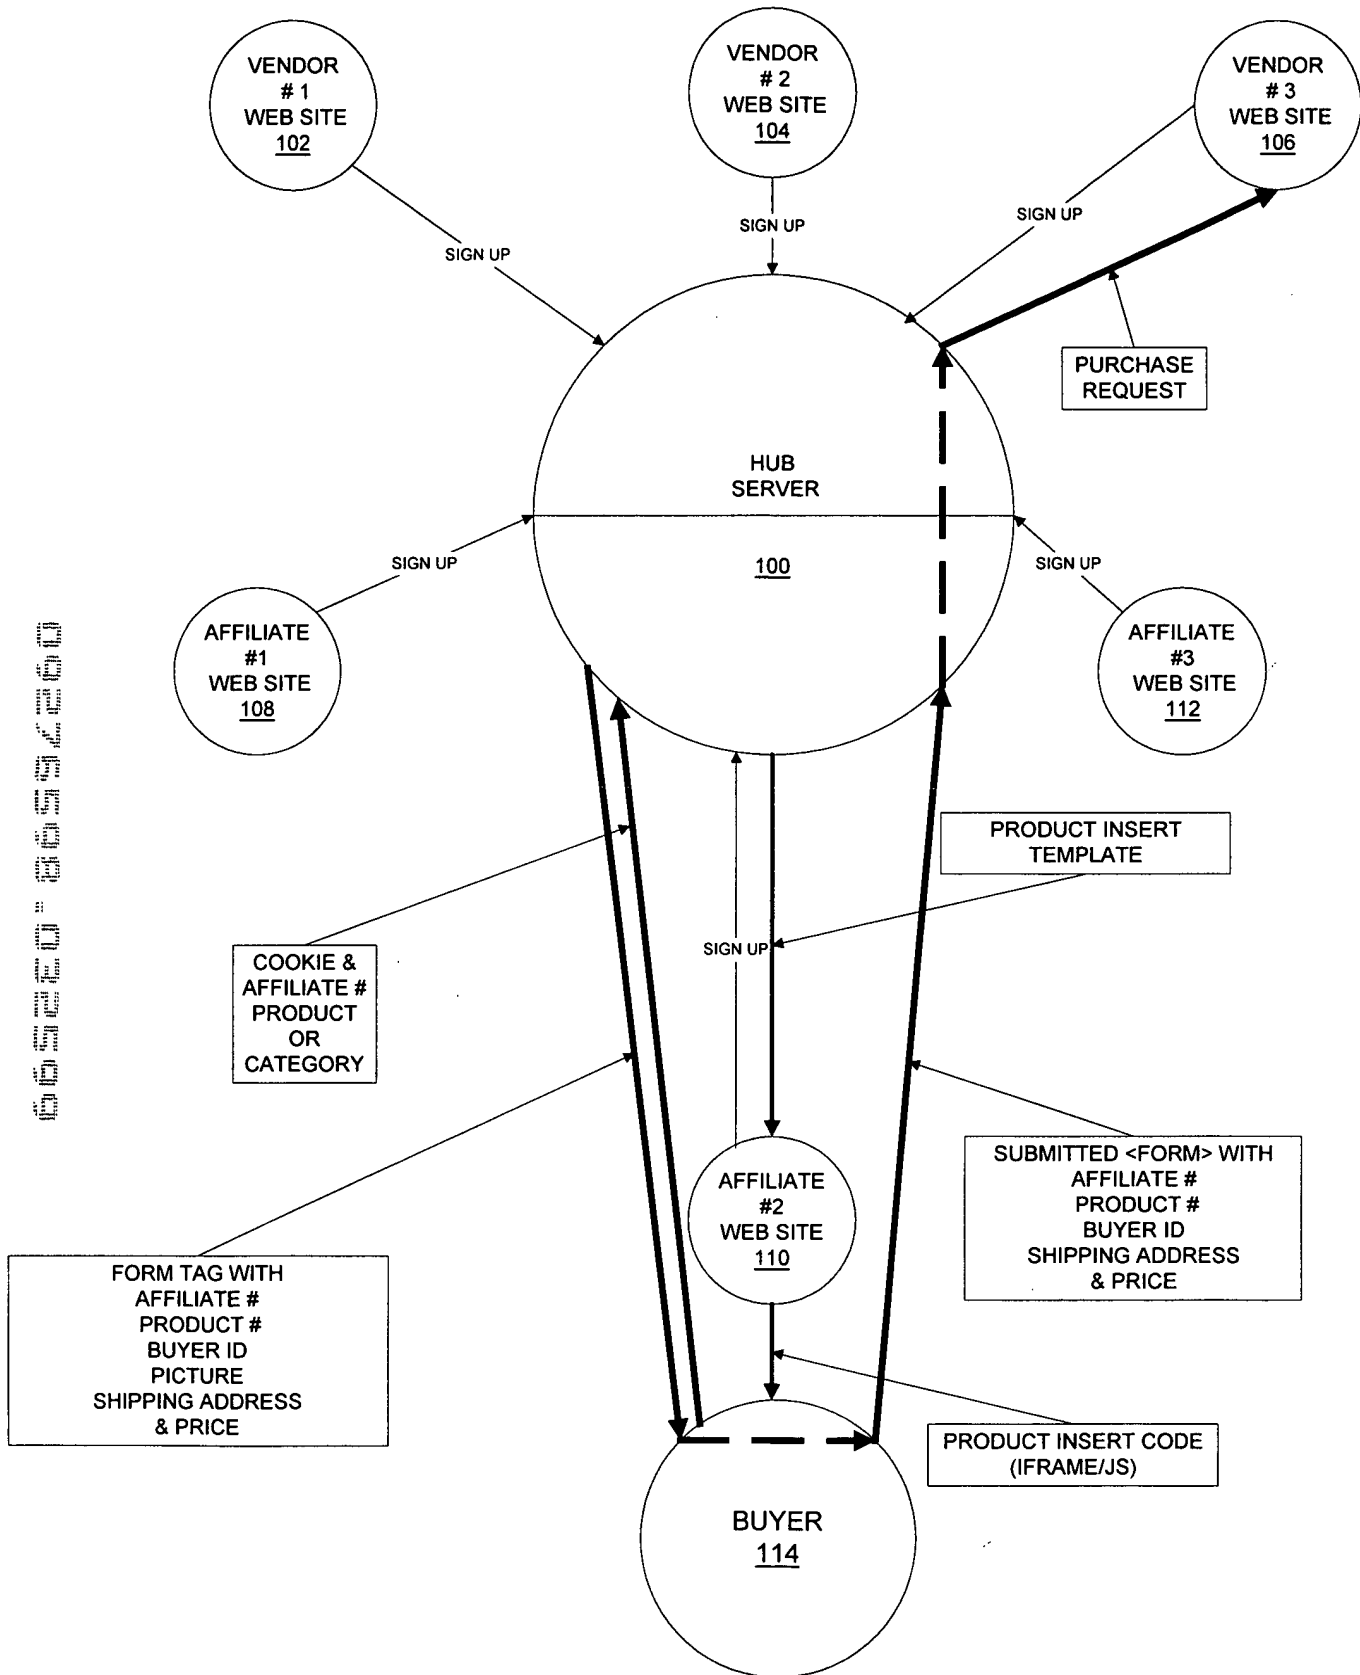 VENDOR
# 1
WEB SITE
102
VENDOR
# 2
WEB SITE
104
VENDOR
# 3
WEB SITE
106
SIGN UP
SIGN UP
SIGN UP
PURCHASE
REQUEST
HUB
SERVER
100
SIGN UP
SIGN UP
AFFILIATE
#1
WEB SITE
108
AFFILIATE
#3
WEB SITE
112
PRODUCT INSERT
TEMPLATE
SIGN UP
COOKIE &
AFFILIATE #
PRODUCT
OR
CATEGORY
AFFILIATE
#2
WEB SITE
110
SUBMITTED <FORM> WITH
AFFILIATE #
PRODUCT #
BUYER ID
SHIPPING ADDRESS
& PRICE
FORM TAG WITH
AFFILIATE #
PRODUCT #
BUYER ID
PICTURE
SHIPPING ADDRESS
& PRICE
PRODUCT INSERT CODE
(IFRAME/JS)
BUYER
114